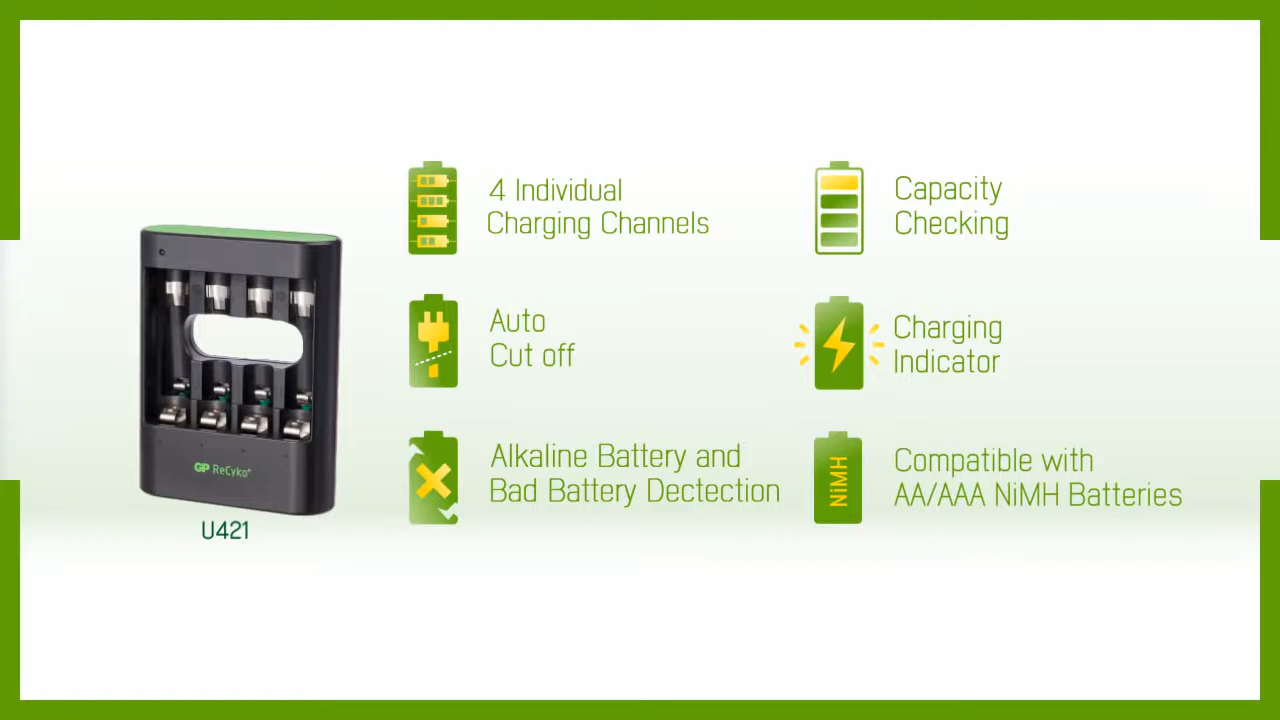 4 Individual
Charging Channels
Capacity
Checking
Auto
Cut off
Charging
Indicator
Alkaline Battery and
Bad Battery Dectection
NiMH
Compatible with
AA/AAA NiMH Batteries
GP ReCyko+
U421